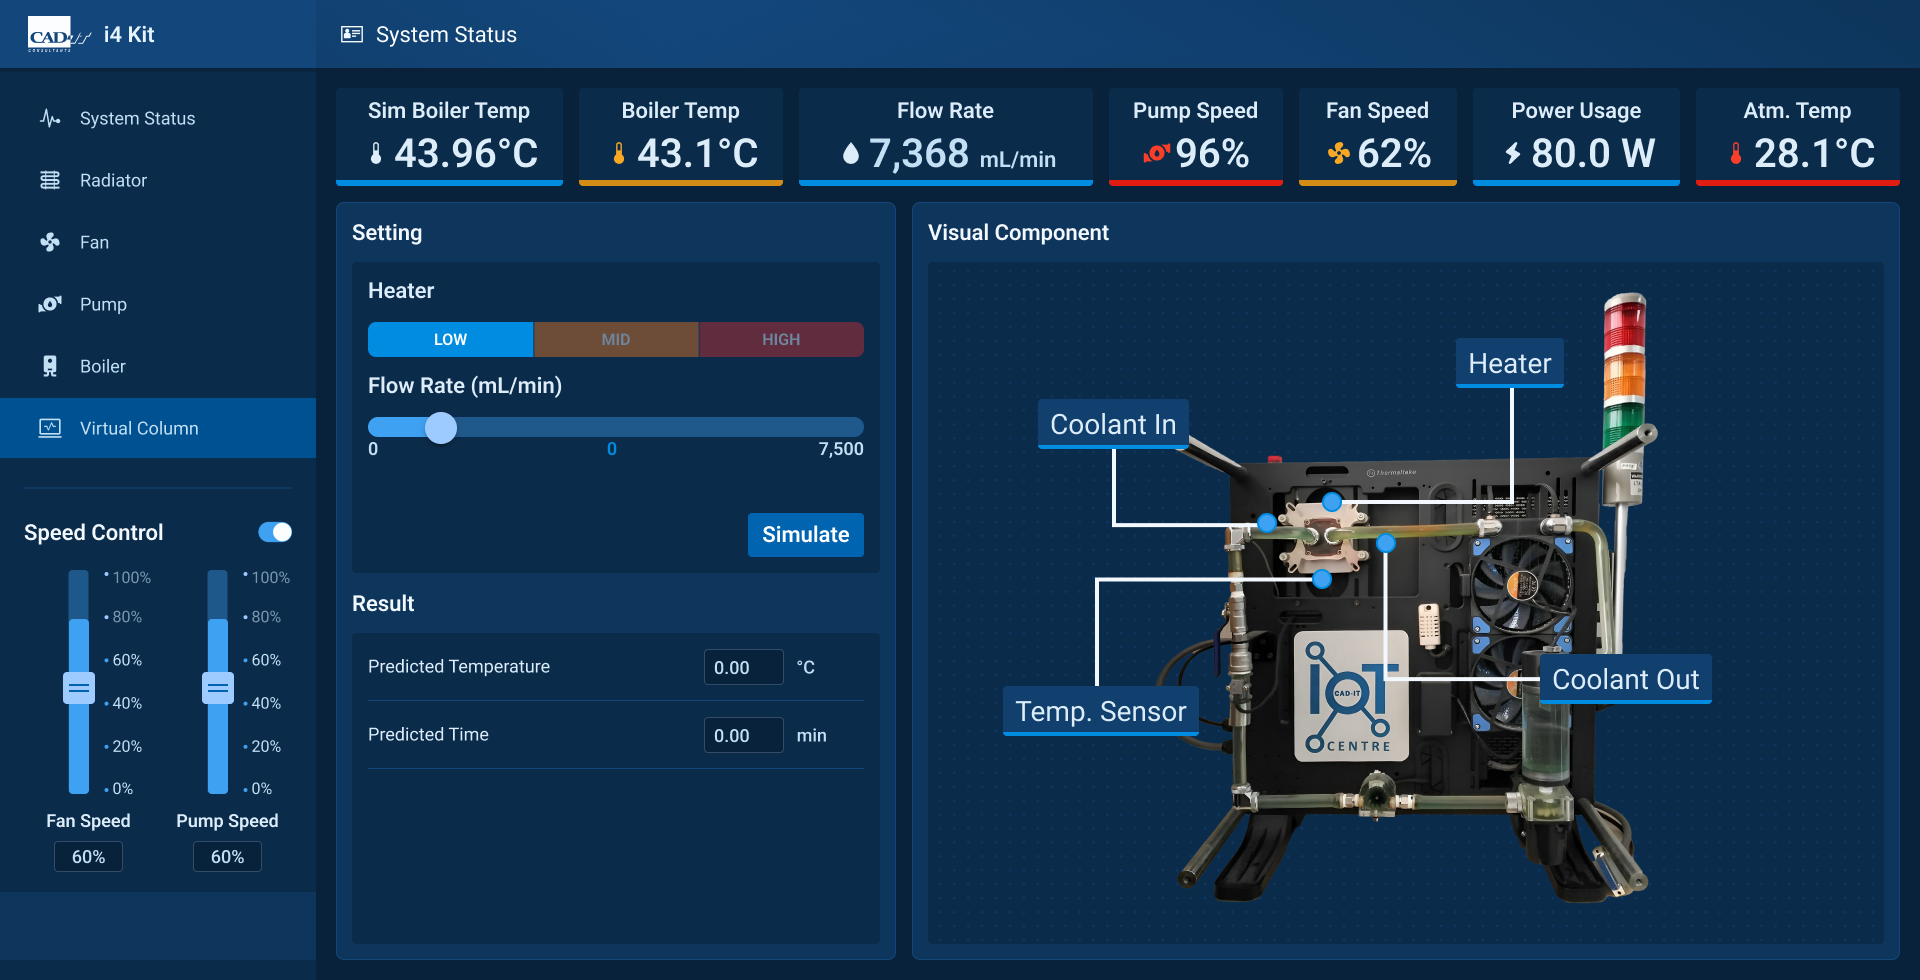 CAD-IT
CONSULTANTS
i4 Kit
System Status
System Status
Radiator
Fan
Pump
Boiler
Virtual Column
Speed Control
100%
80%
60%
40%
20%
0%
Fan Speed
60%
100%
80%
60%
40%
20%
0%
Pump Speed
60%
Sim Boiler Temp
43.96°C
Boiler Temp
43.1°C
Flow Rate
7,368 mL/min
Pump Speed
96%
Fan Speed
62%
Power Usage
80.0 W
Atm. Temp
28.1°C
Setting
Heater
LOW MID HIGH
Flow Rate (mL/min)
0 0 7,500
Simulate
Result
Predicted Temperature 0.00 °C
Predicted Time 0.00 min
Visual Component
Heater
Coolant In
Thermaltake
Temp. Sensor
Coolant Out
IoT
CAD-IT
CENTRE